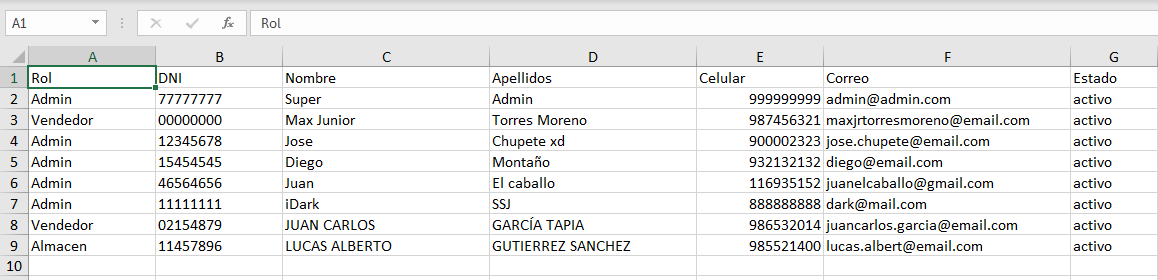 A1 fx Rol
A B C D E F G
1 Rol DNI Nombre Apellidos Celular Correo Estado
2 Admin 77777777 Super Admin 999999999 admin@admin.com activo
3 Vendedor 00000000 Max Junior Torres Moreno 987456321 maxjrtorresmoreno@email.com activo
4 Admin 12345678 Jose Chupete xd 900002323 jose.chupete@email.com activo
5 Admin 15454545 Diego Montaño 932132132 diego@email.com activo
6 Admin 46564656 Juan El caballo 116935152 juanelcaballo@gmail.com activo
7 Admin 11111111 iDark SSJ 888888888 dark@mail.com activo
8 Vendedor 02154879 JUAN CARLOS GARCÍA TAPIA 986532014 juancarlos.garcia@email.com activo
9 Almacen 11457896 LUCAS ALBERTO GUTIERREZ SANCHEZ 985521400 lucas.albert@email.com activo
10